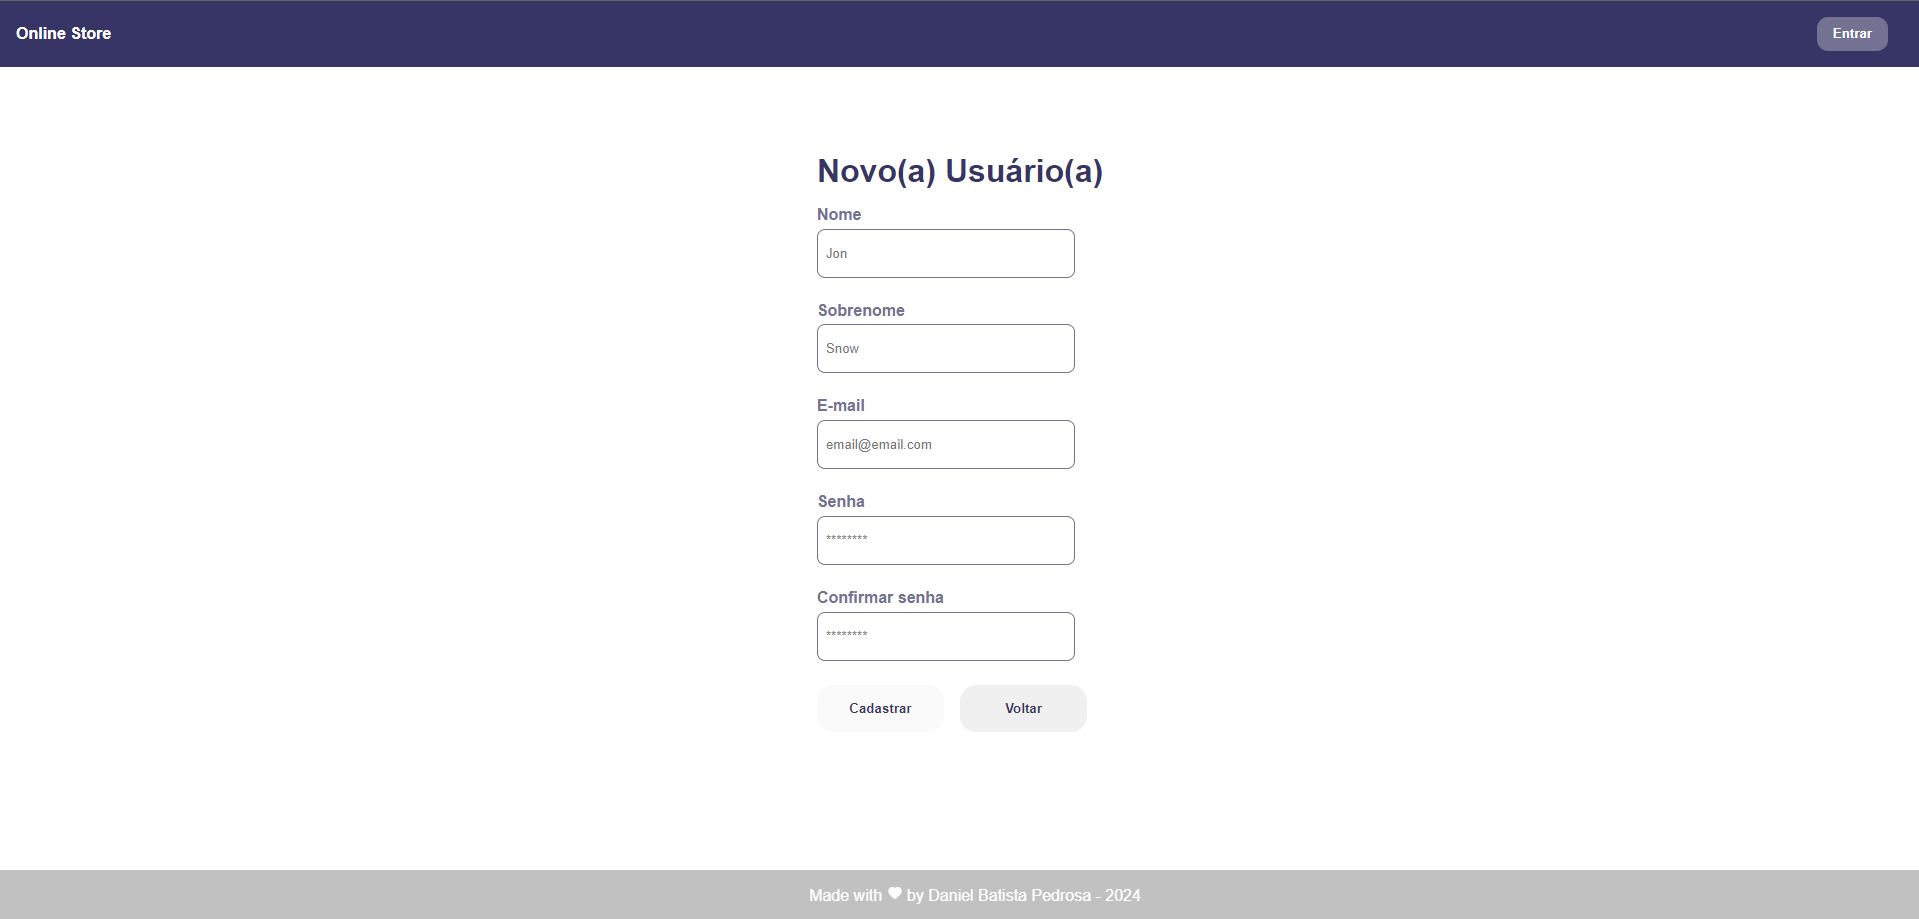 Online Store
Entrar
Novo(a) Usuário(a)
Nome
Jon
Sobrenome
Snow
E-mail
email@email.com
Senha
********
Confirmar senha
********
Cadastrar
Voltar
Made with ❤ by Daniel Batista Pedrosa - 2024